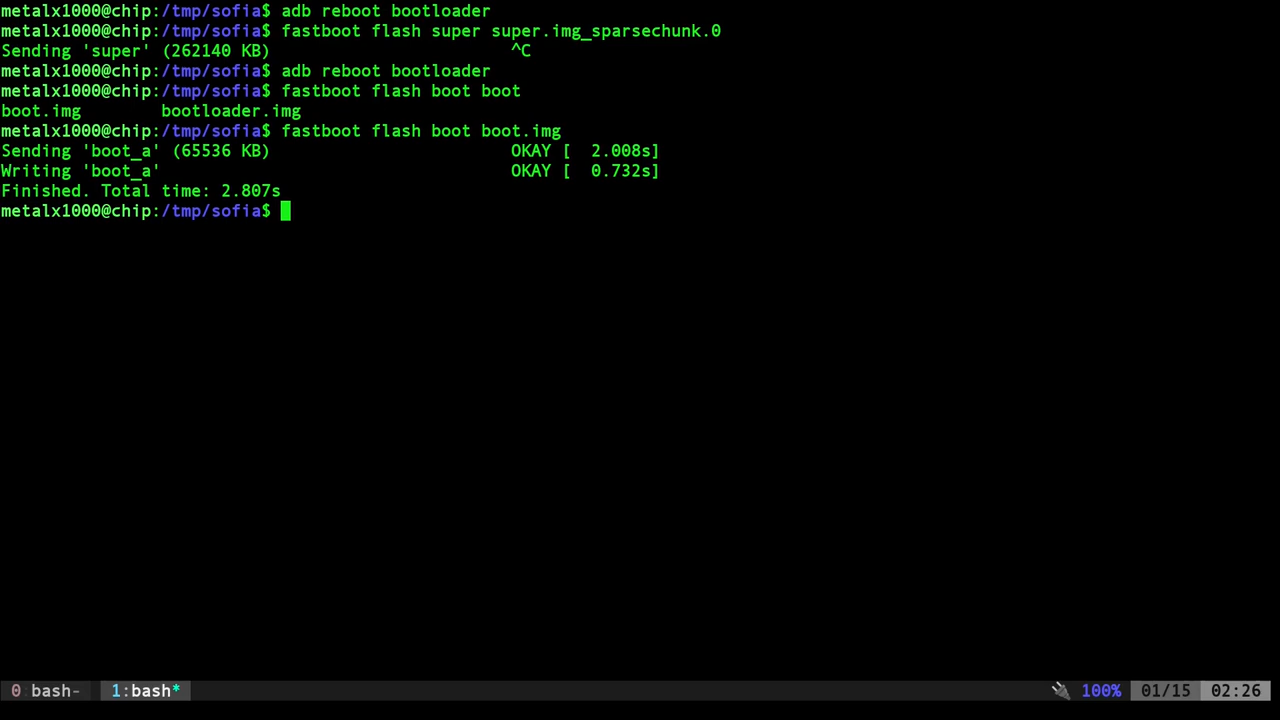 metalx1000@chip:/tmp/sofia$ adb reboot bootloader
metalx1000@chip:/tmp/sofia$ fastboot flash super super.img_sparsechunk.0
Sending 'super' (262140 KB)                        ^C
metalx1000@chip:/tmp/sofia$ adb reboot bootloader
metalx1000@chip:/tmp/sofia$ fastboot flash boot boot
boot.img        bootloader.img
metalx1000@chip:/tmp/sofia$ fastboot flash boot boot.img
Sending 'boot_a' (65536 KB)                        OKAY [  2.008s]
Writing 'boot_a'                                   OKAY [  0.732s]
Finished. Total time: 2.807s
metalx1000@chip:/tmp/sofia$
0 bash-  1:bash*  100%  01/15  02:26